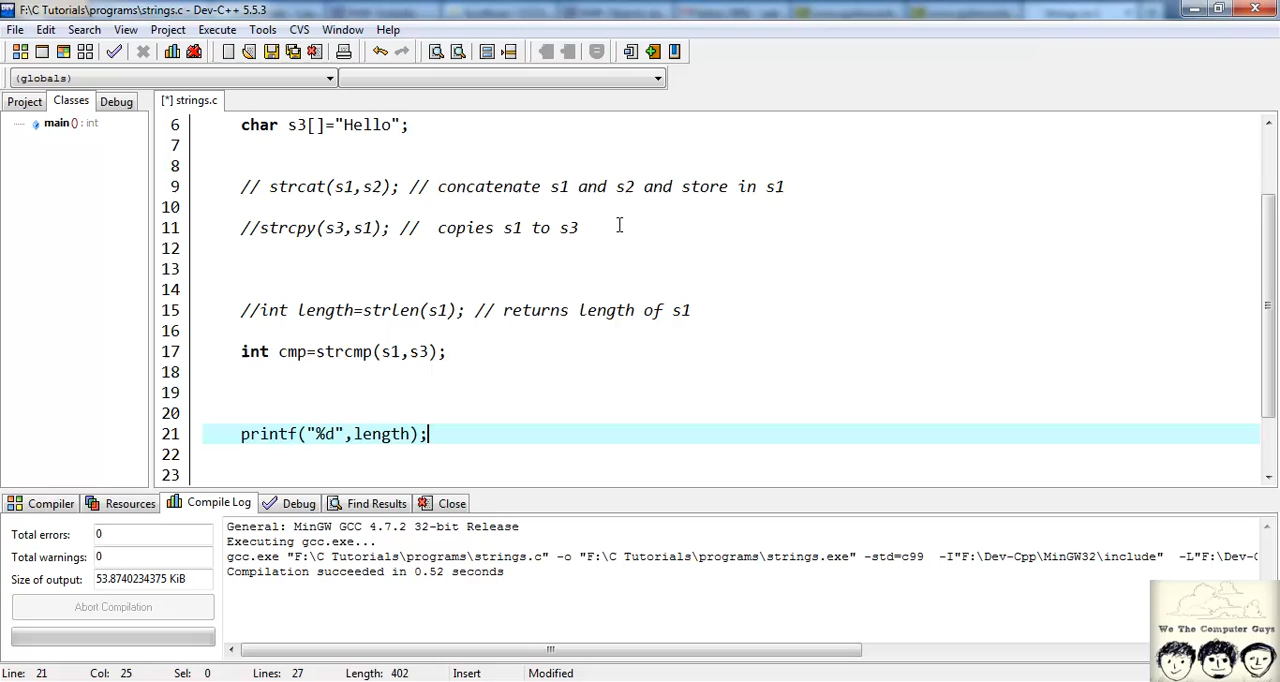 F:\C Tutorials\programs\strings.c - Dev-C++ 5.5.3
File Edit Search View Project Execute Tools CVS Window Help
(globals)
Project Classes Debug
[*] strings.c
main () : int
6 char s3[]="Hello";
7
8
9 // strcat(s1,s2); // concatenate s1 and s2 and store in s1
10
11 //strcpy(s3,s1); // copies s1 to s3
12
13
14
15 //int length=strlen(s1); // returns length of s1
16
17 int cmp=strcmp(s1,s3);
18
19
20
21 printf("%d",length);
22
23
Compiler Resources Compile Log Debug Find Results Close
Total errors: 0
Total warnings: 0
Size of output: 53.8740234375 KiB
Abort Compilation
General: MinGW GCC 4.7.2 32-bit Release
Executing gcc.exe...
gcc.exe "F:\C Tutorials\programs\strings.c" -o "F:\C Tutorials\programs\strings.exe" -std=c99 -I"F:\Dev-Cpp\MinGW32\include" -L"F:\Dev-C
Compilation succeeded in 0.52 seconds
We The Computer Guys
Line: 21 Col: 25 Sel: 0 Lines: 27 Length: 402 Insert Modified